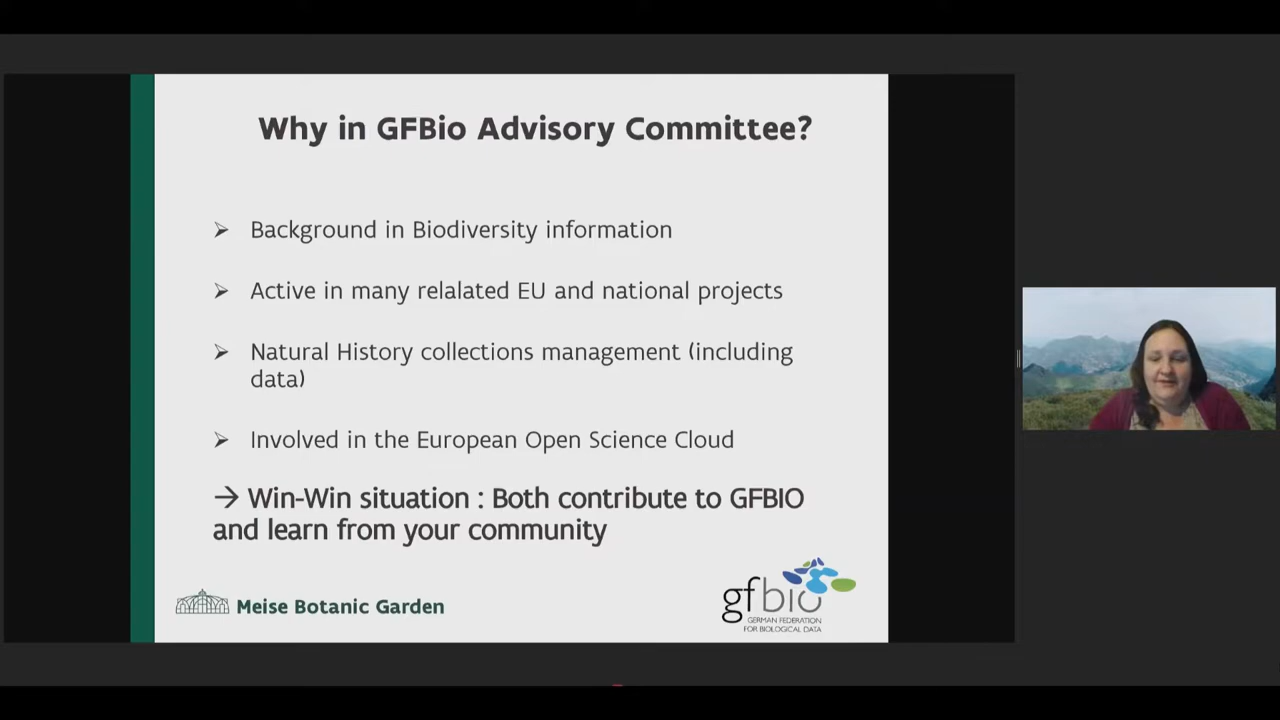 Why in GFBio Advisory Committee?
➢ Background in Biodiversity information
➢ Active in many relalated EU and national projects
➢ Natural History collections management (including
data)
➢ Involved in the European Open Science Cloud
→ Win-Win situation : Both contribute to GFBIO
and learn from your community
Meise Botanic Garden
gfbio
GERMAN FEDERATION
FOR BIOLOGICAL DATA